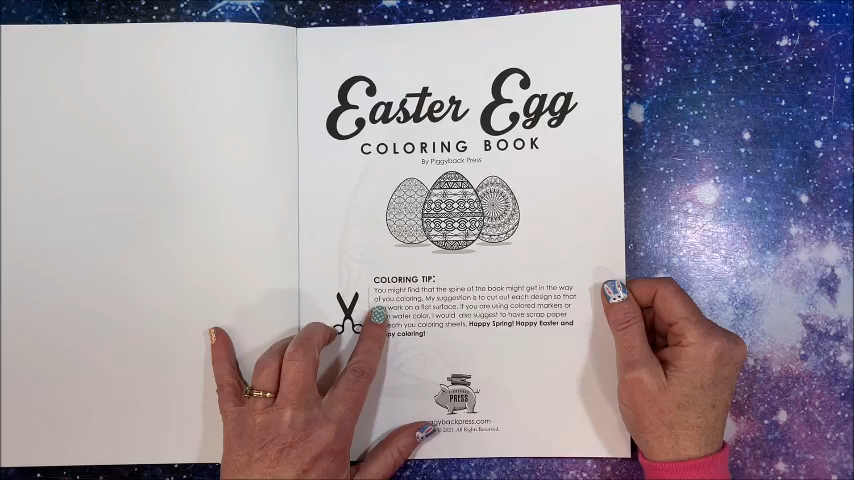 Easter Egg
COLORING BOOK
By Piggyback Press
COLORING TIP:
You might find that the spine of the book might get in the way
of you coloring. My suggestion is to cut out each design so that
work on a flat surface. If you are using colored markers or
water color, I would also suggest to have scrap paper
you coloring sheets. Happy Spring! Happy Easter and
coloring!
PRESS
2021. All Rights Reserved.